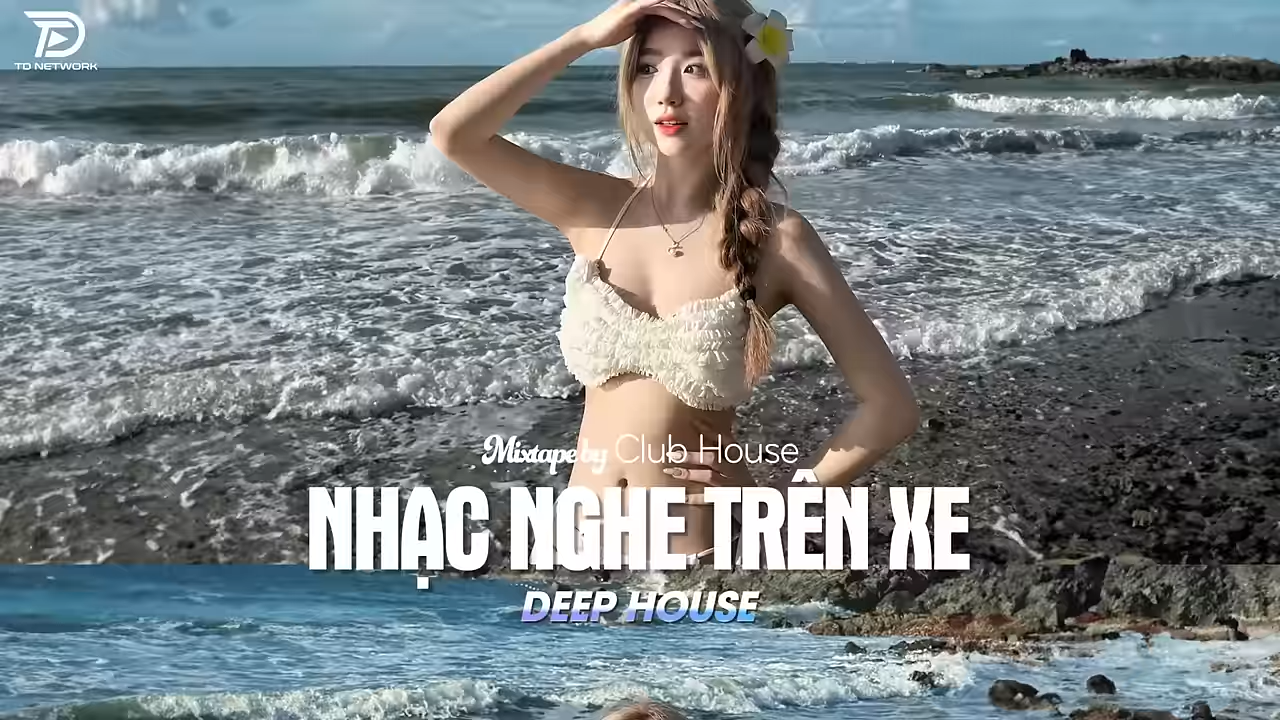 TD NETWORK
Mixtape by Club House
NHẠC NGHE TRÊN XE
DEEP HOUSE